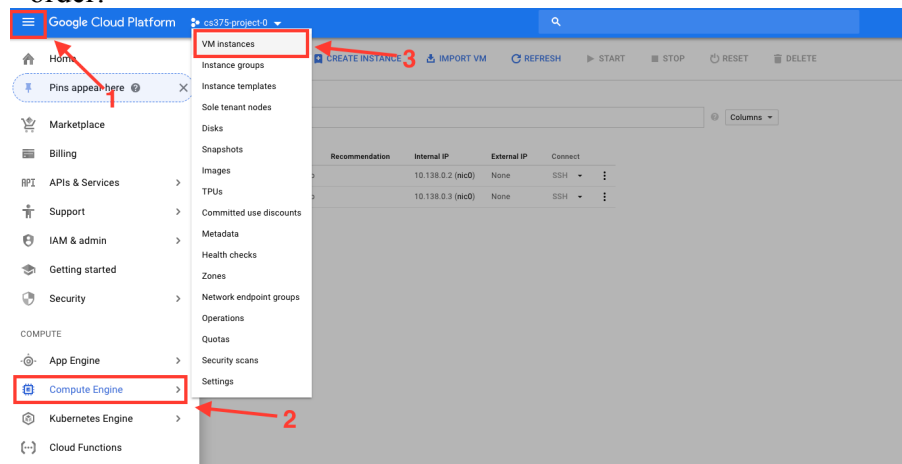 order:
Google Cloud Platform cs375-project-0
VM instances
Instance groups
Instance templates
Sole tenant nodes
Disks
Snapshots
Images
TPUs
Committed use discounts
Metadata
Health checks
Zones
Network endpoint groups
Operations
Quotas
Security scans
Settings
Home
Pins appear here
Marketplace
Billing
API APIs & Services
Support
IAM & admin
Getting started
Security
COMPUTE
App Engine
Compute Engine
Kubernetes Engine
Cloud Functions
1
2
3
CREATE INSTANCE IMPORT VM REFRESH START STOP RESET DELETE
Columns
Recommendation Internal IP External IP Connect
10.138.0.2 (nic0) None SSH
10.138.0.3 (nic0) None SSH